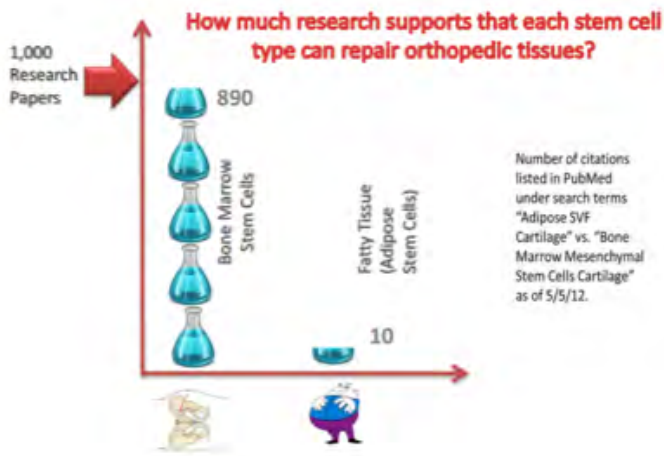 How much research supports that each stem cell
type can repair orthopedic tissues?
1,000
Research
Papers
890
Bone Marrow
Stem Cells
Fatty Tissue
(Adipose
Stem Cells)
10
Number of citations
listed in PubMed
under search terms
"Adipose SVF
Cartilage" vs. "Bone
Marrow Mesenchymal
Stem Cells Cartilage"
as of 5/5/12.